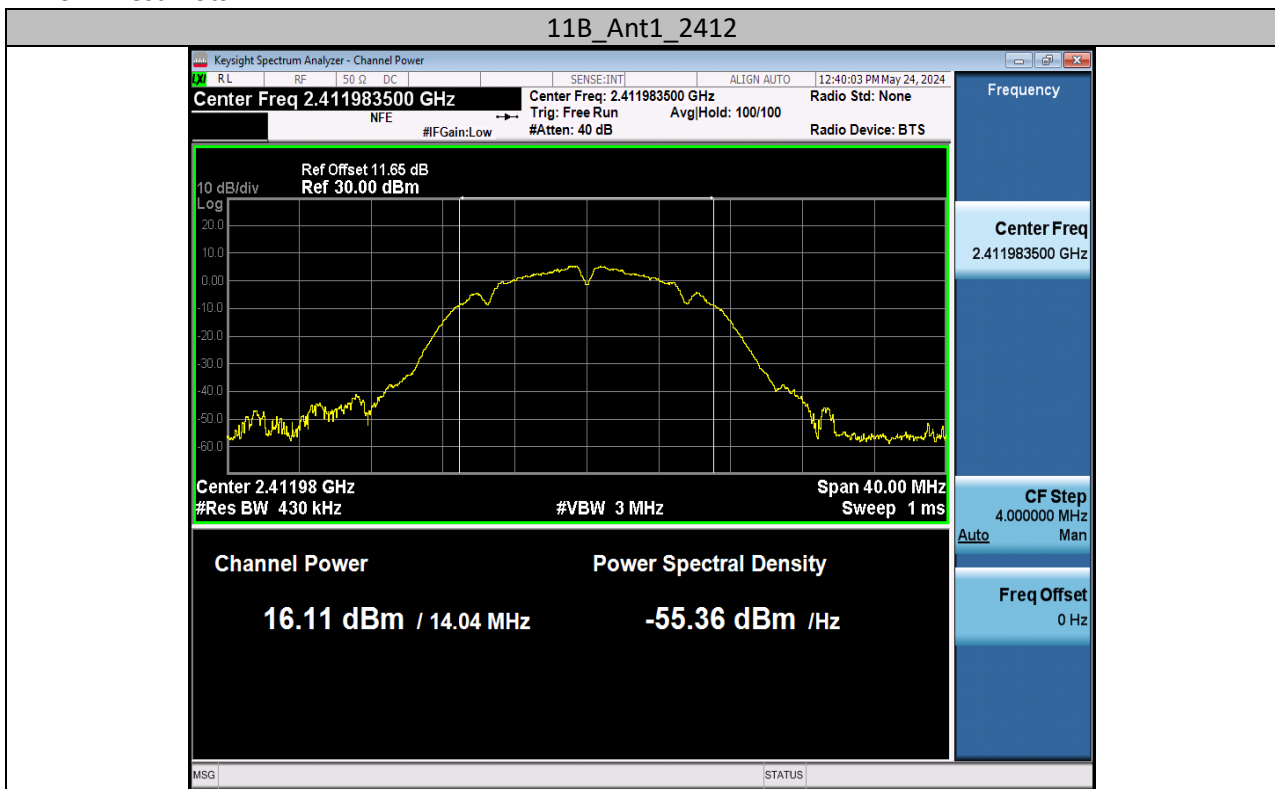 11B_Ant1_2412
Keysight Spectrum Analyzer - Channel Power
LXI RL RF 50 Ω DC SENSE:INT ALIGN AUTO 12:40:03 PM May 24, 2024
Center Freq 2.411983500 GHz
NFE
#IFGain:Low
Center Freq: 2.411983500 GHz
Trig: Free Run Avg|Hold: 100/100
#Atten: 40 dB
Radio Std: None
Radio Device: BTS
Ref Offset 11.65 dB
10 dB/div Ref 30.00 dBm
Log
20.0
10.0
0.00
-10.0
-20.0
-30.0
-40.0
-50.0
-60.0
Center 2.41198 GHz Span 40.00 MHz
#Res BW 430 kHz #VBW 3 MHz Sweep 1 ms
Channel Power Power Spectral Density
16.11 dBm / 14.04 MHz -55.36 dBm /Hz
MSG STATUS
Frequency
Center Freq
2.411983500 GHz
CF Step
4.000000 MHz
Auto Man
Freq Offset
0 Hz